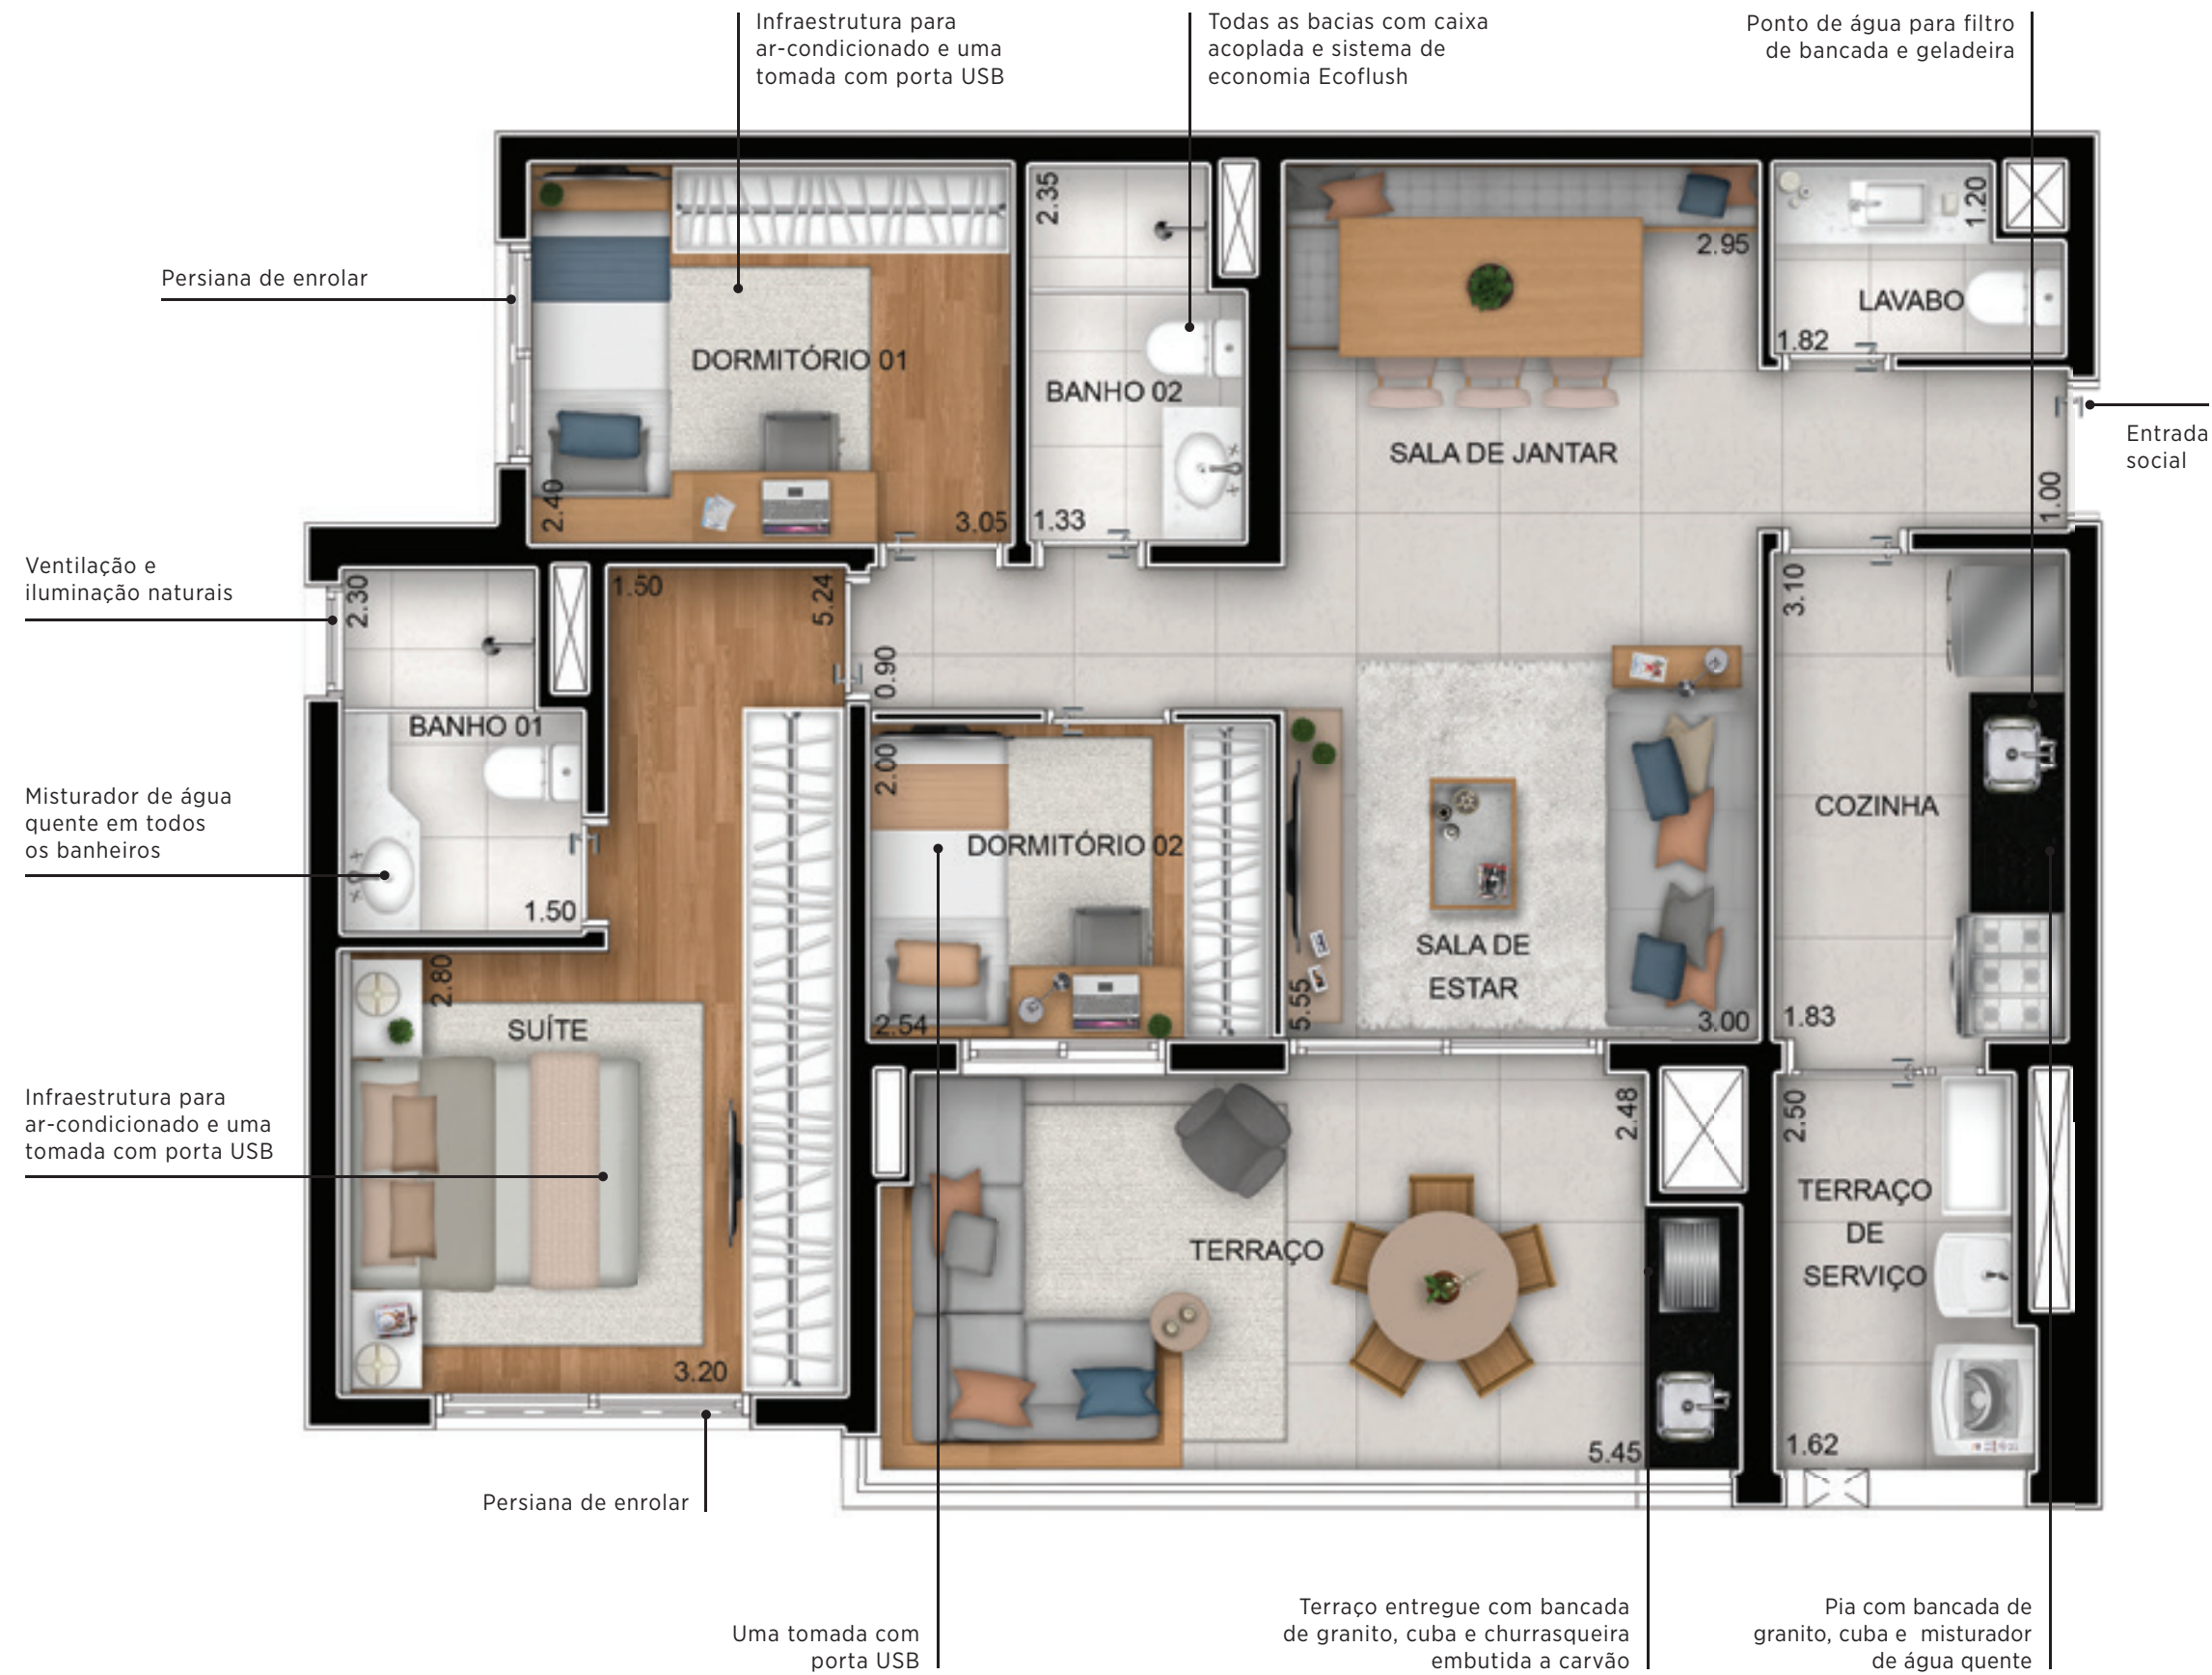 Infraestrutura para
ar-condicionado e uma
tomada com porta USB
Todas as bacias com caixa
acoplada e sistema de
economia Ecoflush
Ponto de água para filtro
de bancada e geladeira
Persiana de enrolar
2.35
1.20
2.95
LAVABO
1.82
DORMITÓRIO 01
BANHO 02
SALA DE JANTAR
Entrada
social
2.40
3.05
1.33
1.00
Ventilação e
iluminação naturais
2.30
1.50
5.24
0.90
3.10
BANHO 01
2.00
Misturador de água
quente em todos
os banheiros
COZINHA
DORMITÓRIO 02
1.50
SALA DE
ESTAR
2.80
SUÍTE
2.54
5.55
3.00
1.83
Infraestrutura para
ar-condicionado e uma
tomada com porta USB
2.48
2.50
TERRAÇO
DE
SERVIÇO
TERRAÇO
3.20
5.45
1.62
Persiana de enrolar
Uma tomada com
porta USB
Terraço entregue com bancada
de granito, cuba e churrasqueira
embutida a carvão
Pia com bancada de
granito, cuba e misturador
de água quente